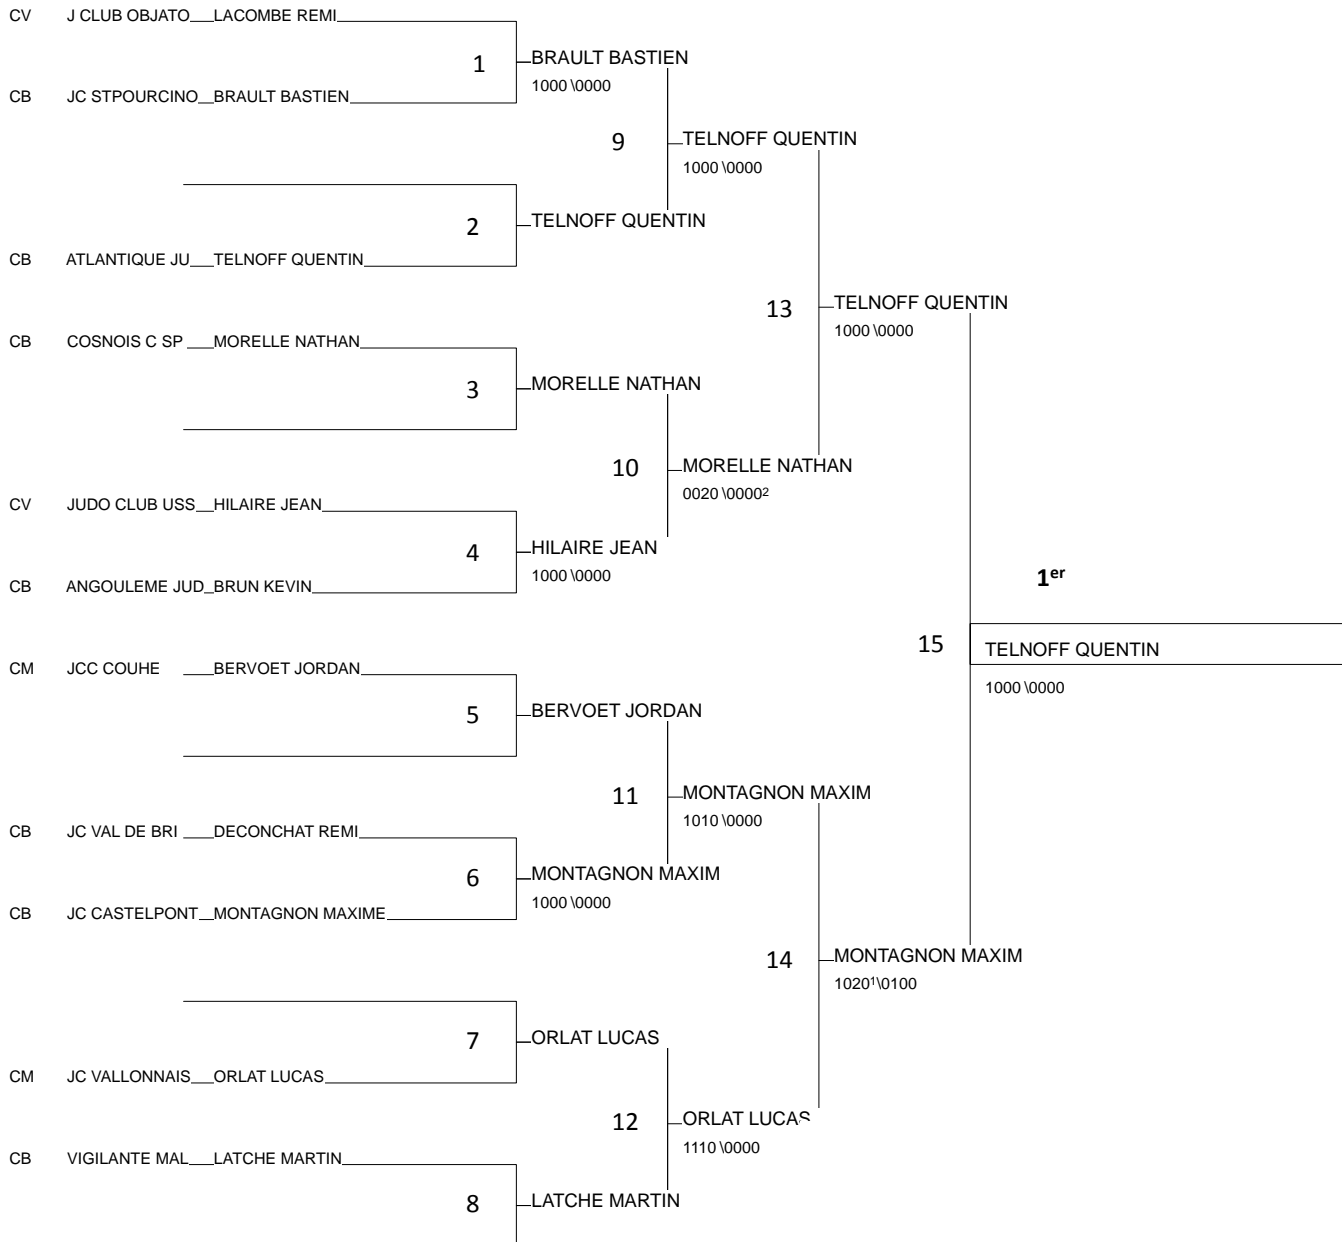 CV J CLUB OBJATO LACOMBE REMI
1 BRAULT BASTIEN
1000 \0000
CB JC STPOURCINO BRAULT BASTIEN
9 TELNOFF QUENTIN
1000 \0000
2 TELNOFF QUENTIN
CB ATLANTIQUE JU TELNOFF QUENTIN
13 TELNOFF QUENTIN
1000 \0000
CB COSNOIS C SP MORELLE NATHAN
3 MORELLE NATHAN
10 MORELLE NATHAN
0020 \0000²
CV JUDO CLUB USS HILAIRE JEAN
4 HILAIRE JEAN
1000 \0000
CB ANGOULEME JUD BRUN KEVIN
1er
15 TELNOFF QUENTIN
1000 \0000
CM JCC COUHE BERVOET JORDAN
5 BERVOET JORDAN
11 MONTAGNON MAXIM
1010 \0000
CB JC VAL DE BRI DECONCHAT REMI
6 MONTAGNON MAXIM
1000 \0000
CB JC CASTELPONT MONTAGNON MAXIME
14 MONTAGNON MAXIM
1020¹\0100
7 ORLAT LUCAS
CM JC VALLONNAIS ORLAT LUCAS
12 ORLAT LUCAS
1110 \0000
CB VIGILANTE MAL LATCHE MARTIN
8 LATCHE MARTIN